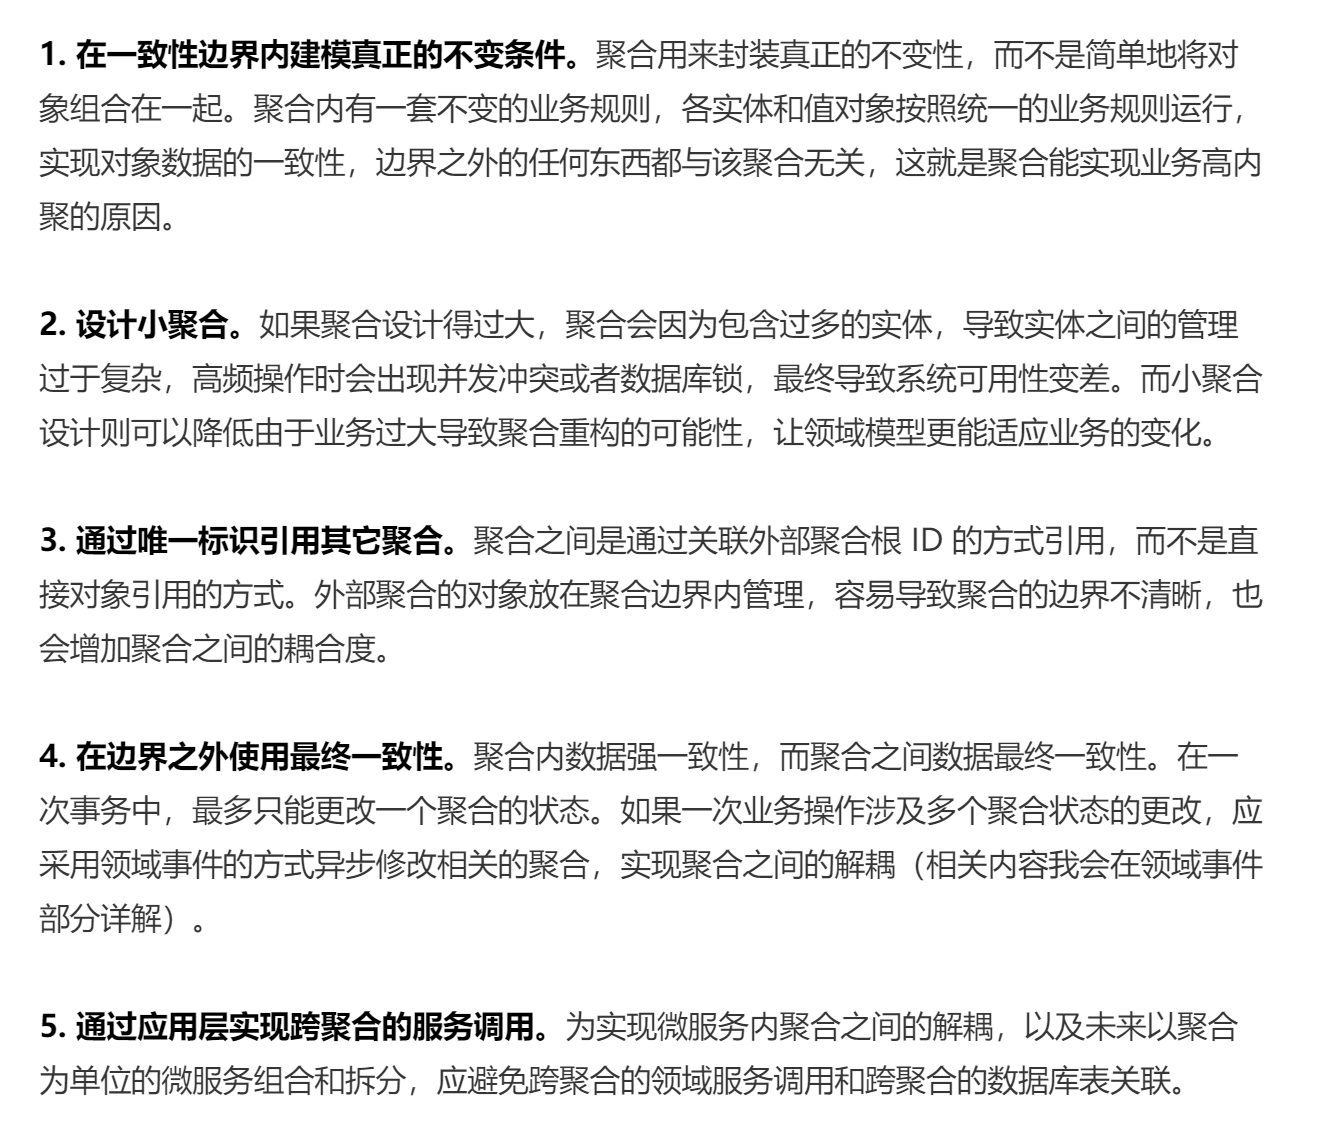 1. 在一致性边界内建模真正的不变条件。聚合用来封装真正的不变性，而不是简单地将对
象组合在一起。聚合内有一套不变的业务规则，各实体和值对象按照统一的业务规则运行，
实现对象数据的一致性，边界之外的任何东西都与该聚合无关，这就是聚合能实现业务高内
聚的原因。
2. 设计小聚合。如果聚合设计得过大，聚合会因为包含过多的实体，导致实体之间的管理
过于复杂，高频操作时会出现并发冲突或者数据库锁，最终导致系统可用性变差。而小聚合
设计则可以降低由于业务过大导致聚合重构的可能性，让领域模型更能适应业务的变化。
3. 通过唯一标识引用其它聚合。聚合之间是通过关联外部聚合根 ID 的方式引用，而不是直
接对象引用的方式。外部聚合的对象放在聚合边界内管理，容易导致聚合的边界不清晰，也
会增加聚合之间的耦合度。
4. 在边界之外使用最终一致性。聚合内数据强一致性，而聚合之间数据最终一致性。在一
次事务中，最多只能更改一个聚合的状态。如果一次业务操作涉及多个聚合状态的更改，应
采用领域事件的方式异步修改相关的聚合，实现聚合之间的解耦（相关内容我会在领域事件
部分详解）。
5. 通过应用层实现跨聚合的服务调用。为实现微服务内聚合之间的解耦，以及未来以聚合
为单位的微服务组合和拆分，应避免跨聚合的领域服务调用和跨聚合的数据库表关联。